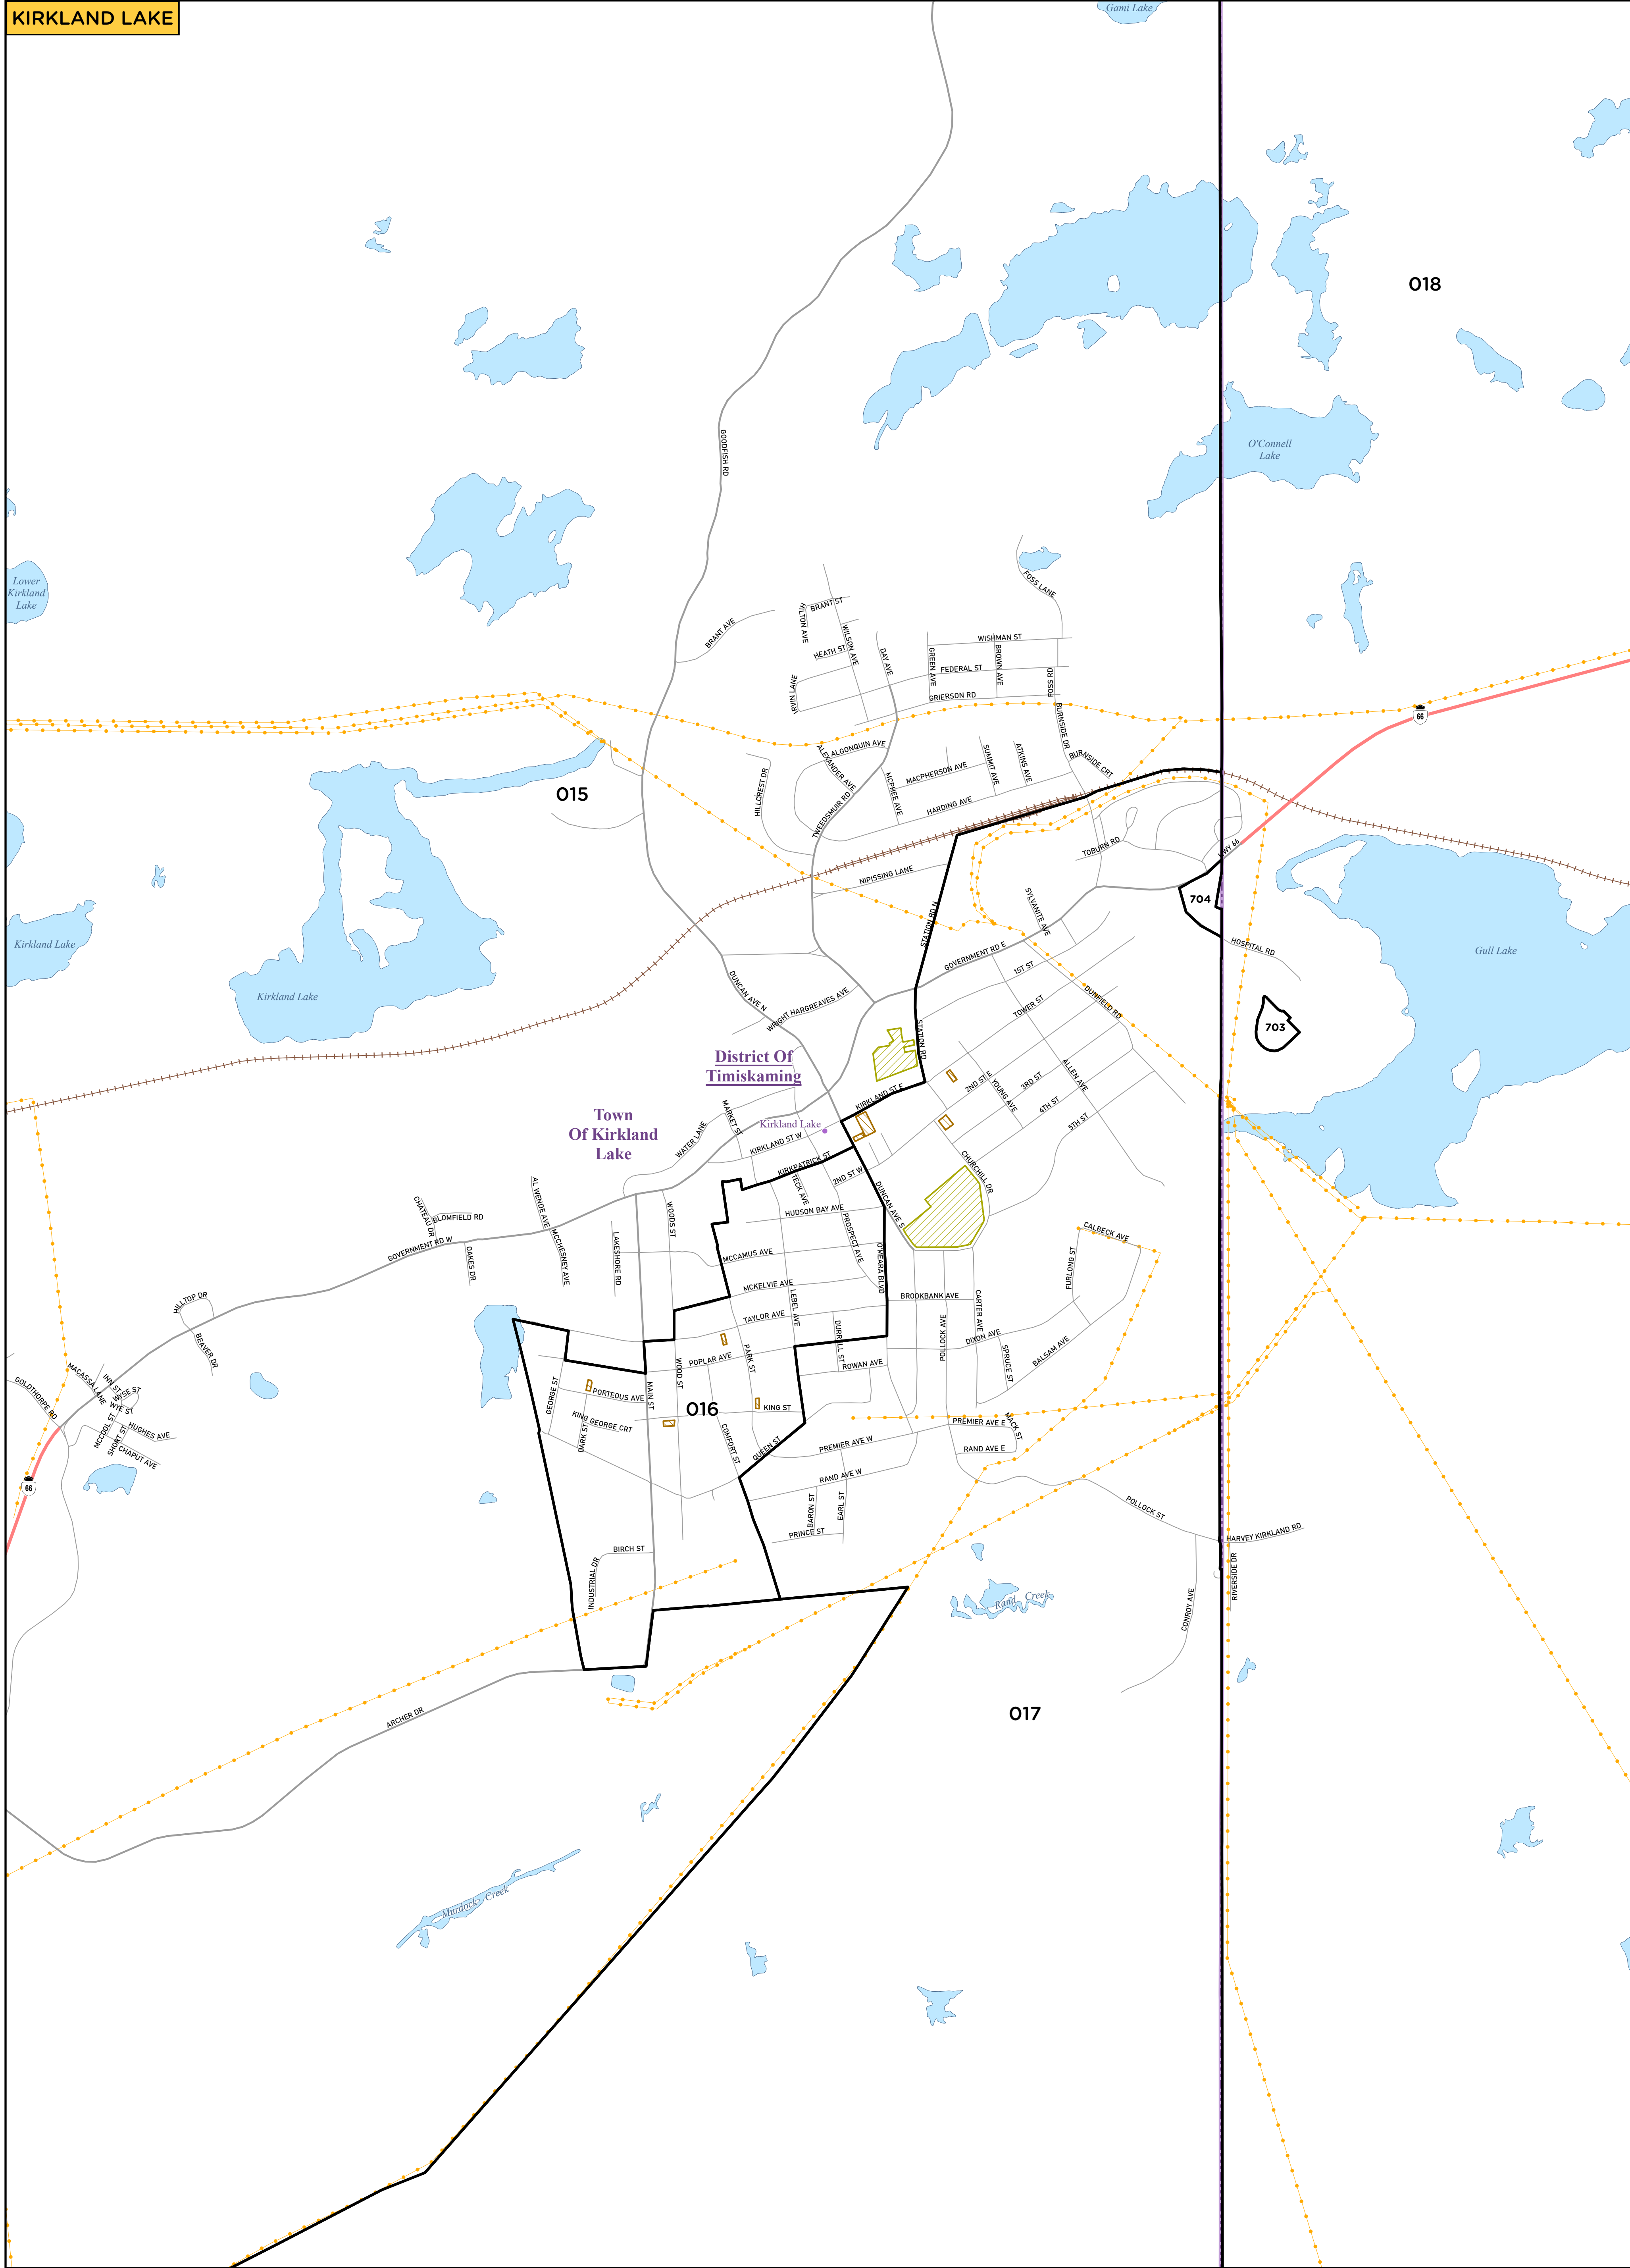 KIRKLAND LAKE
Gami Lake
018
O'Connell
Lake
GOODFISH RD
Lower
Kirkland
Lake
FOSS LANE
BRANT ST
BRANT AVE
WILSON AVE
HEATH ST
DAY AVE
WISHMAN ST
GREEN AVE
BROWN AVE
FEDERAL ST
FOSS RD
IRVIN LANE
GRIERSON RD
BURNSIDE DR
66
ALGONQUIN AVE
ALEXANDER AVE
SUMMIT AVE
ATKINS AVE
BURNSIDE CRT
MACPHERSON AVE
HILLCREST DR
MCPHEE AVE
015
HARDING AVE
TWEEDSMUIR RD
TOBURN RD
HWY 66
NIPISSING LANE
704
SYLVANITE AVE
STATION RD N
Kirkland Lake
HOSPITAL RD
Gull Lake
GOVERNMENT RD E
1ST ST
Kirkland Lake
DUNCAN AVE N
WRIGHT HARGREAVES AVE
TOWER ST
DUNFIELD RD
703
STATION RD
District Of
Timiskaming
2ND ST E
3RD ST
ALLEN AVE
YOUNG AVE
KIRKLAND ST E
4TH ST
MARKET ST
Town
Of Kirkland
Lake
Kirkland Lake
5TH ST
WATER LANE
KIRKLAND ST W
KIRKPATRICK ST
CHURCHILL DR
2ND ST W
TECK AVE
DUNCAN AVE S
AL WENDE AVE
CHATEAU DR
BLOMFIELD RD
WOODS ST
HUDSON BAY AVE
PROSPECT AVE
CALBECK AVE
GOVERNMENT RD W
MCCHESNEY AVE
LAKESHORE RD
OAKES DR
MCCAMUS AVE
O'MEARA BLVD
FURLONG ST
MCKELVIE AVE
LEBEL AVE
BROOKBANK AVE
CARTER AVE
HILLTOP DR
TAYLOR AVE
DURRELL ST
POLLOCK AVE
DIXON AVE
BEAVER DR
PARK ST
SPRUCE ST
BALSAM AVE
POPLAR AVE
ROWAN AVE
MACASSA LANE
WOOD ST
GOLDTHORPE RD
INN ST
WYSE ST
WYE ST
GEORGE ST
PORTEOUS AVE
MAIN ST
016
KING ST
MCCOOL ST
SHORT ST
HUGHES AVE
CHAPUT AVE
KING GEORGE CRT
DARK ST
COMFORT ST
QUEEN ST
PREMIER AVE W
PREMIER AVE E
MACK ST
RAND AVE E
66
RAND AVE W
BARON ST
EARL ST
POLLOCK ST
PRINCE ST
HARVEY KIRKLAND RD
BIRCH ST
INDUSTRIAL DR
RIVERSIDE DR
Rand Creek
CONROY AVE
017
ARCHER DR
Murdock Creek